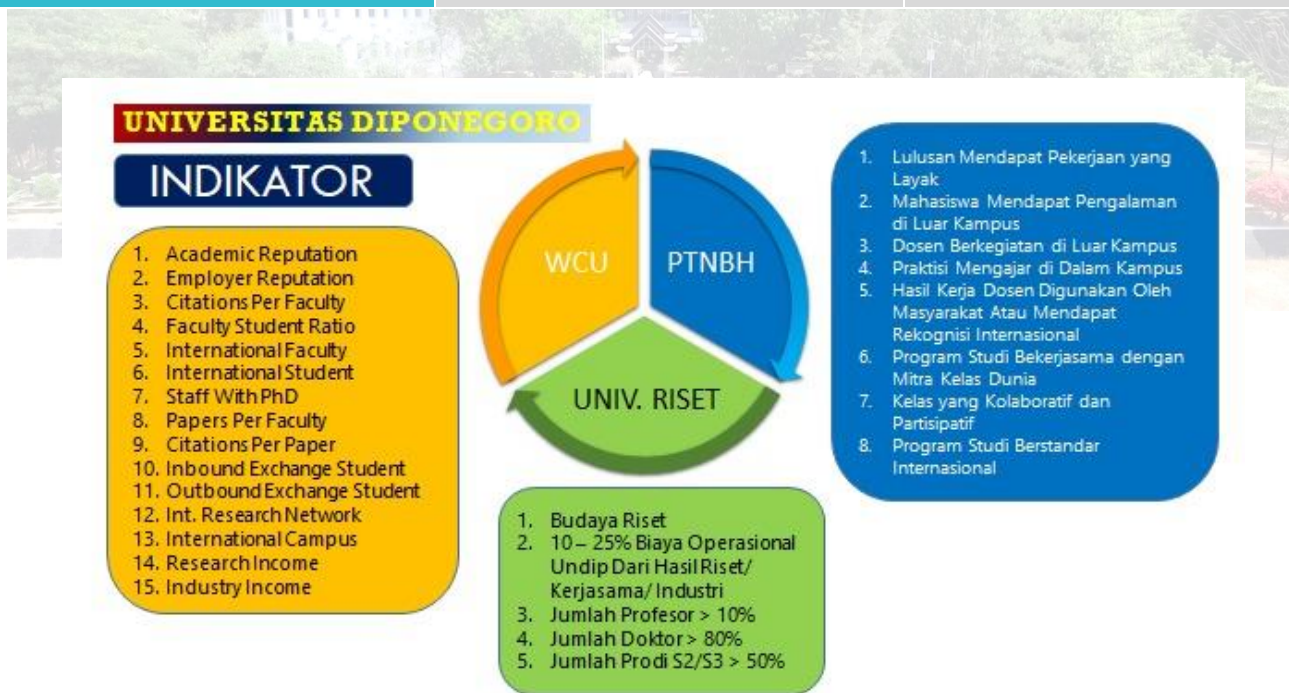 UNIVERSITAS DIPONEGORO
INDIKATOR
1. Academic Reputation
2. Employer Reputation
3. Citations Per Faculty
4. Faculty Student Ratio
5. International Faculty
6. International Student
7. Staff With PhD
8. Papers Per Faculty
9. Citations Per Paper
10. Inbound Exchange Student
11. Outbound Exchange Student
12. Int. Research Network
13. International Campus
14. Research Income
15. Industry Income
WCU
PTNBH
UNIV. RISET
1. Lulusan Mendapat Pekerjaan yang
Layak
2. Mahasiswa Mendapat Pengalaman
di Luar Kampus
3. Dosen Berkegiatan di Luar Kampus
4. Praktisi Mengajar di Dalam Kampus
5. Hasil Kerja Dosen Digunakan Oleh
Masyarakat Atau Mendapat
Rekognisi Internasional
6. Program Studi Bekerjasama dengan
Mitra Kelas Dunia
7. Kelas yang Kolaboratif dan
Partisipatif
8. Program Studi Berstandar
Internasional
1. Budaya Riset
2. 10 – 25% Biaya Operasional
Undip Dari Hasil Riset/
Kerjasama/ Industri
3. Jumlah Profesor > 10%
4. Jumlah Doktor > 80%
5. Jumlah Prodi S2/S3 > 50%